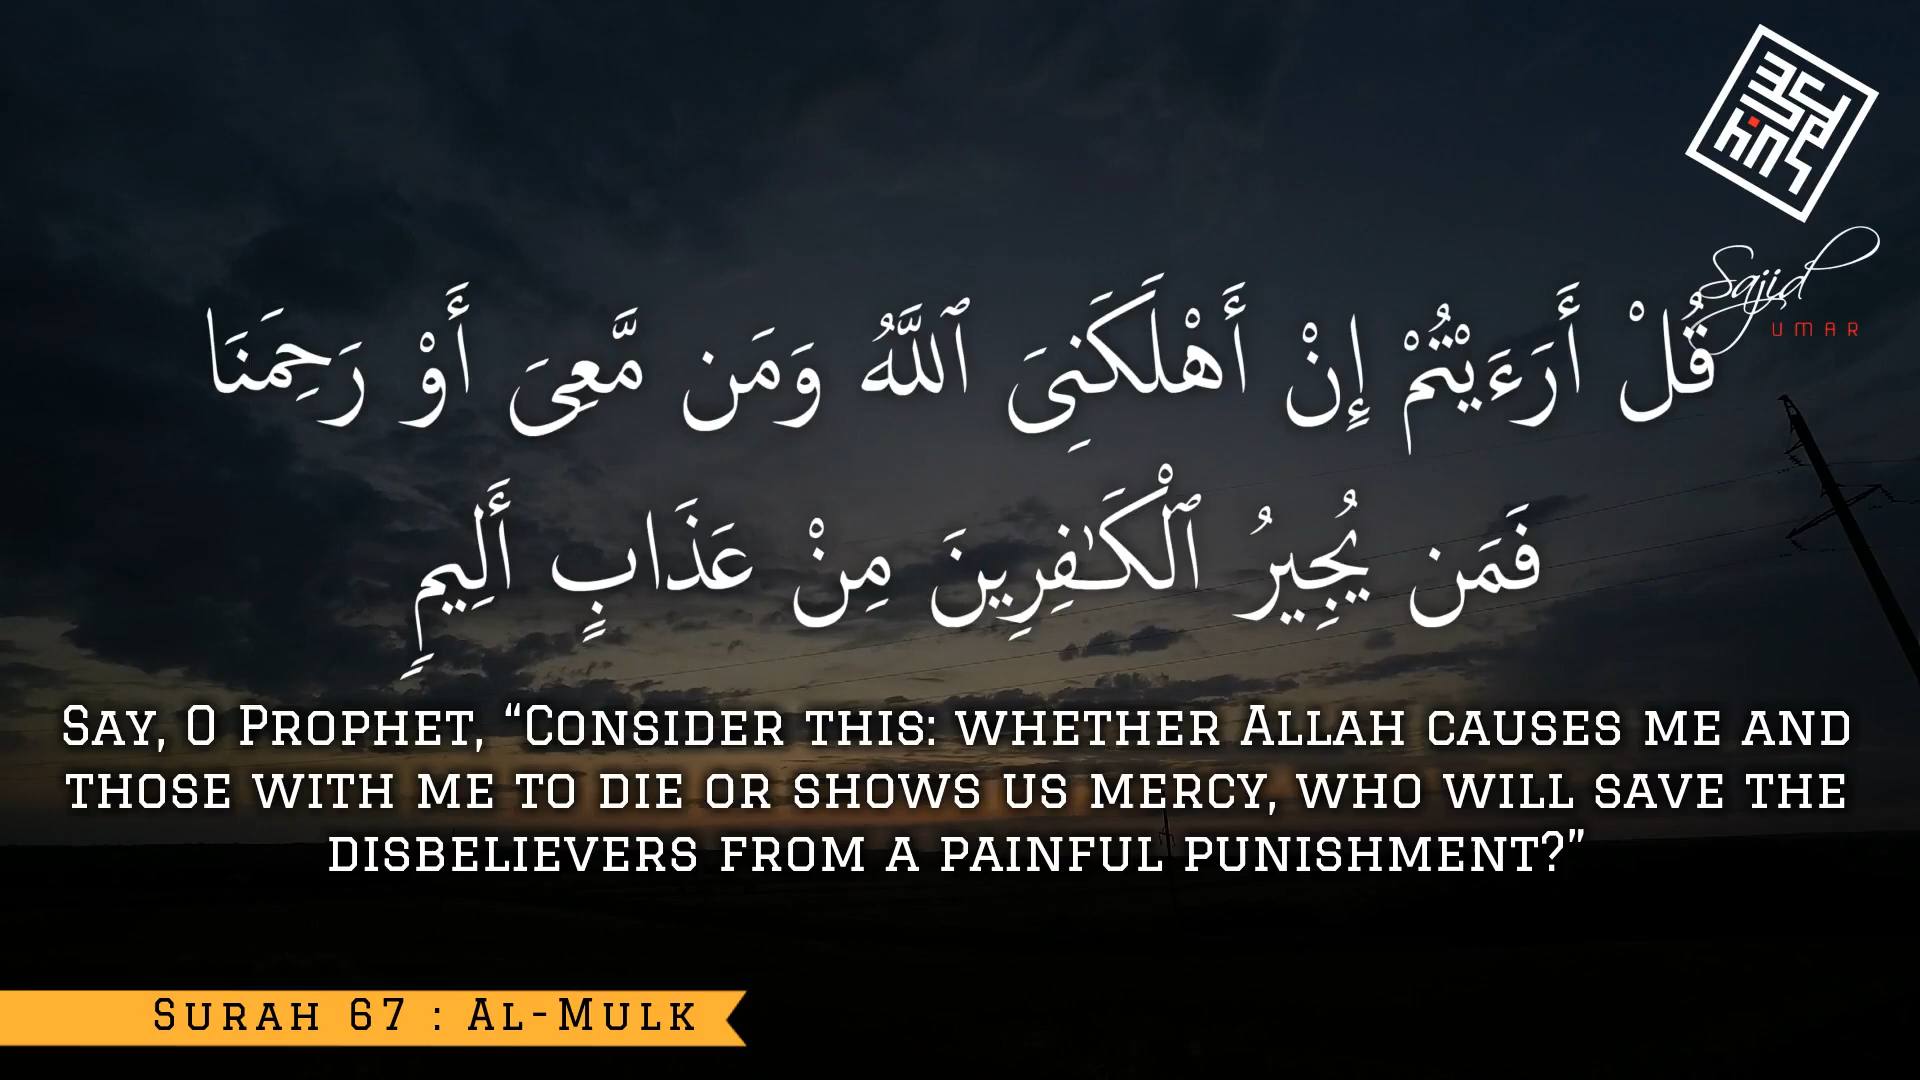 Sajid
UMAR
قُلْ أَرَءَيْتُمْ إِنْ أَهْلَكَنِىَ ٱللَّهُ وَمَن مَّعِىَ أَوْ رَحِمَنَا
فَمَن يُجِيرُ ٱلْكَـٰفِرِينَ مِنْ عَذَابٍ أَلِيمٍ
Say, O Prophet, “Consider this: whether Allah causes me and
those with me to die or shows us mercy, who will save the
disbelievers from a painful punishment?”
Surah 67 : Al-Mulk